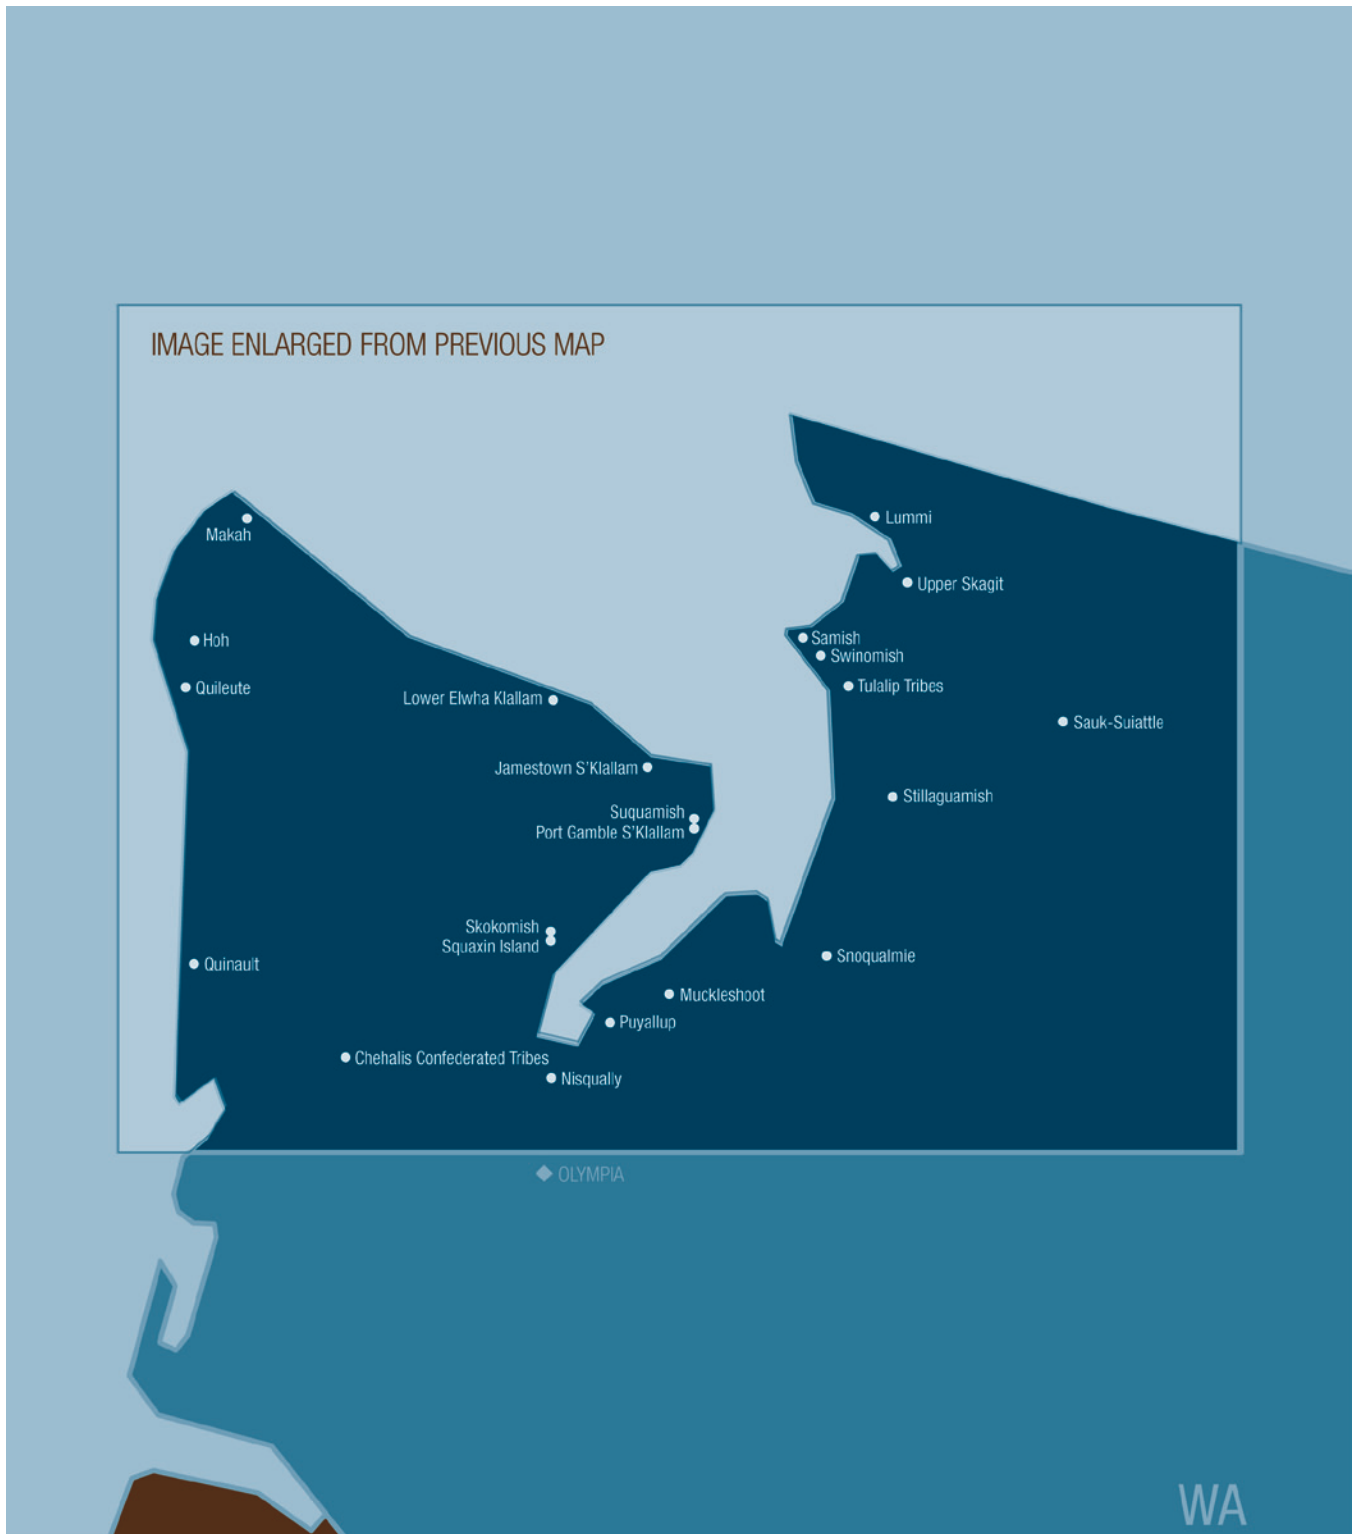 IMAGE ENLARGED FROM PREVIOUS MAP
Lummi
Makah
Upper Skagit
Samish
Hoh
Swinomish
Tulalip Tribes
Quileute
Lower Elwha Klallam
Sauk-Suiattle
Jamestown S'Klallam
Stillaguamish
Suquamish
Port Gamble S'Klallam
Skokomish
Squaxin Island
Snoqualmie
Quinault
Muckleshoot
Puyallup
Chehalis Confederated Tribes
Nisqually
OLYMPIA
WA